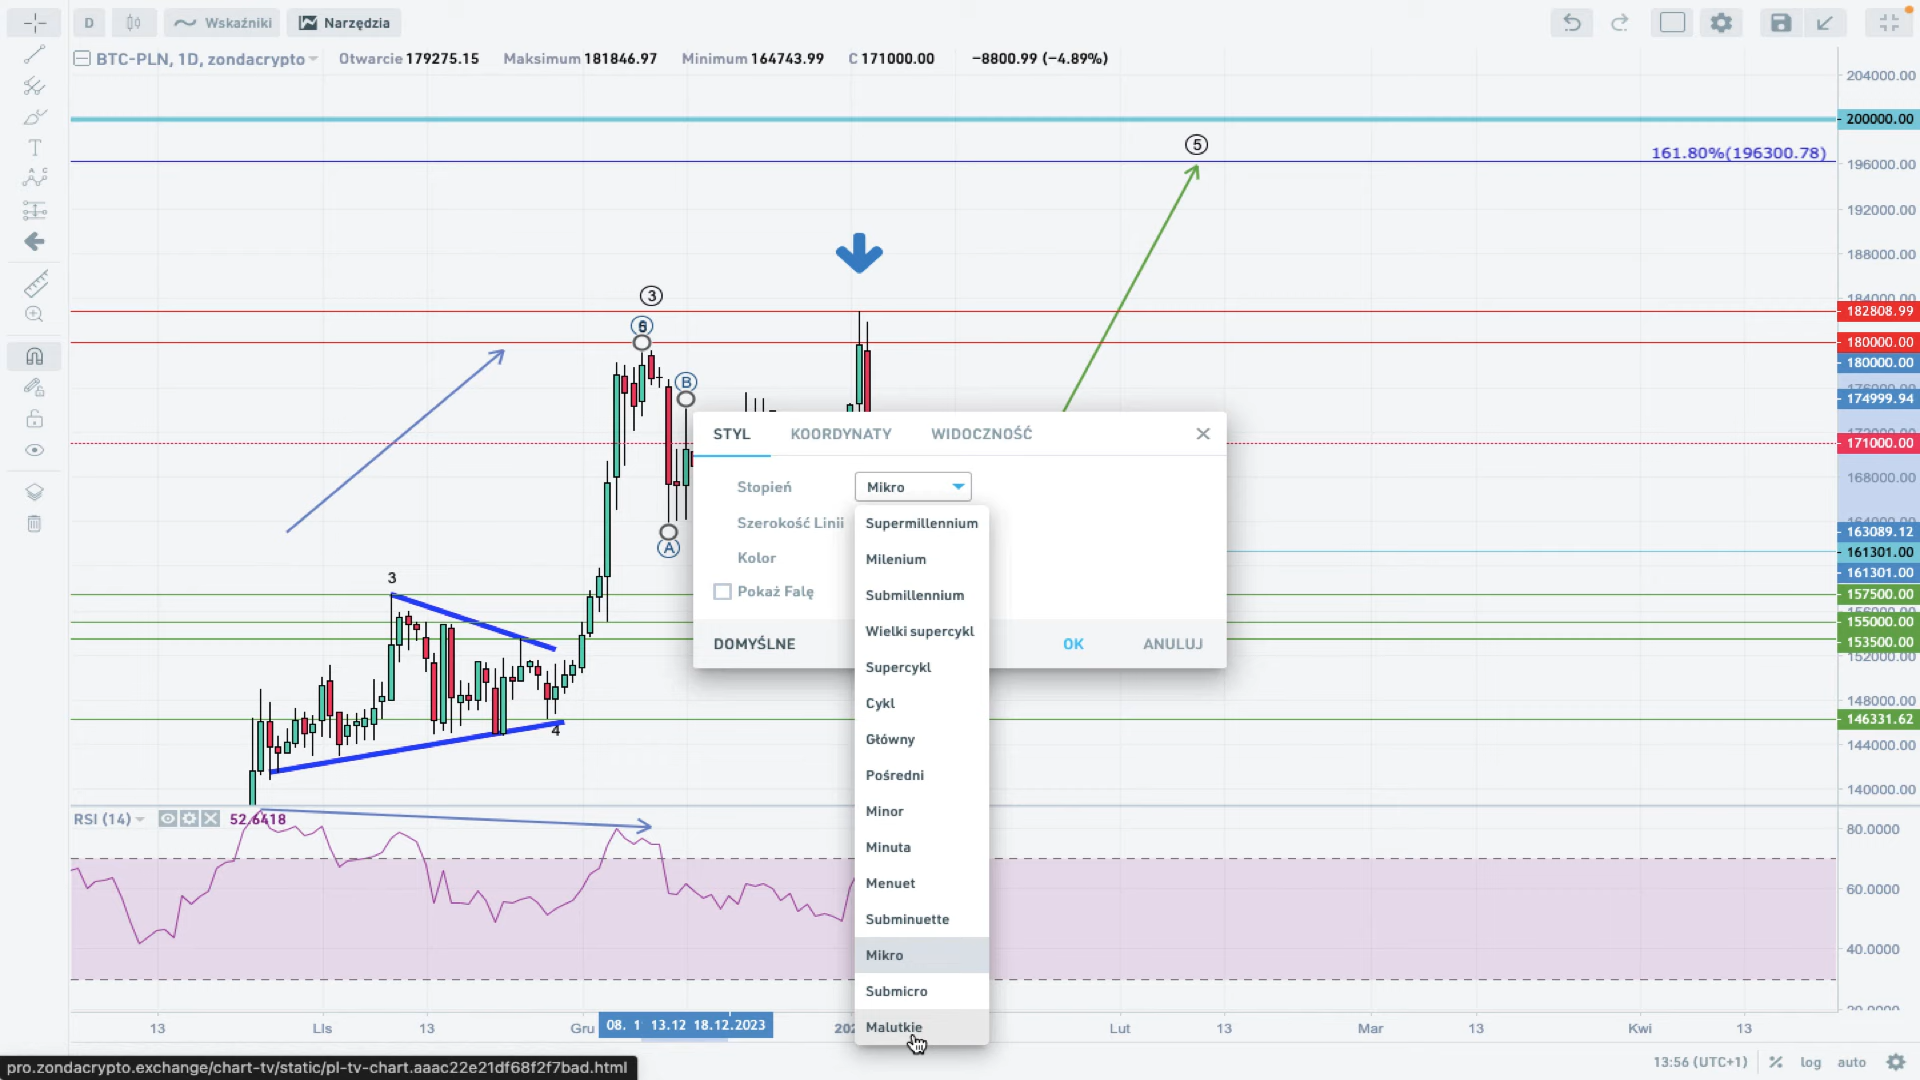 D
Wskaźniki
Narzędzia
BTC-PLN, 1D, zondacrypto
Otwarcie 179275.15
Maksimum 181846.97
Minimum 164743.99
C 171000.00
−8800.99 (−4.89%)
204000.00
200000.00
161.80%(196300.78)
196000.00
192000.00
188000.00
184000.00
182808.99
180000.00
180000.00
176000.00
174999.94
171000.00
168000.00
163089.12
161301.00
161301.00
157500.00
155000.00
153500.00
152000.00
148000.00
146331.62
144000.00
140000.00
5
3
B
A
3
4
STYL
KOORDYNATY
WIDOCZNOŚĆ
Stopień
Mikro
Szerokość Linii
Kolor
Pokaż Falę
DOMYŚLNE
OK
ANULUJ
Supermillennium
Milenium
Submillennium
Wielki supercykl
Supercykl
Cykl
Główny
Pośredni
Minor
Minuta
Menuet
Subminuette
Mikro
Submicro
Malutkie
RSI (14)
52.6418
80.0000
60.0000
40.0000
13
Lis
13
Gru
08. 1
13.12
18.12.2023
Lut
13
Mar
13
Kwi
13
13:56 (UTC+1)
%
log
auto
pro.zondacrypto.exchange/chart-tv/static/pl-tv-chart.aaac22e21df68f2f7bad.html